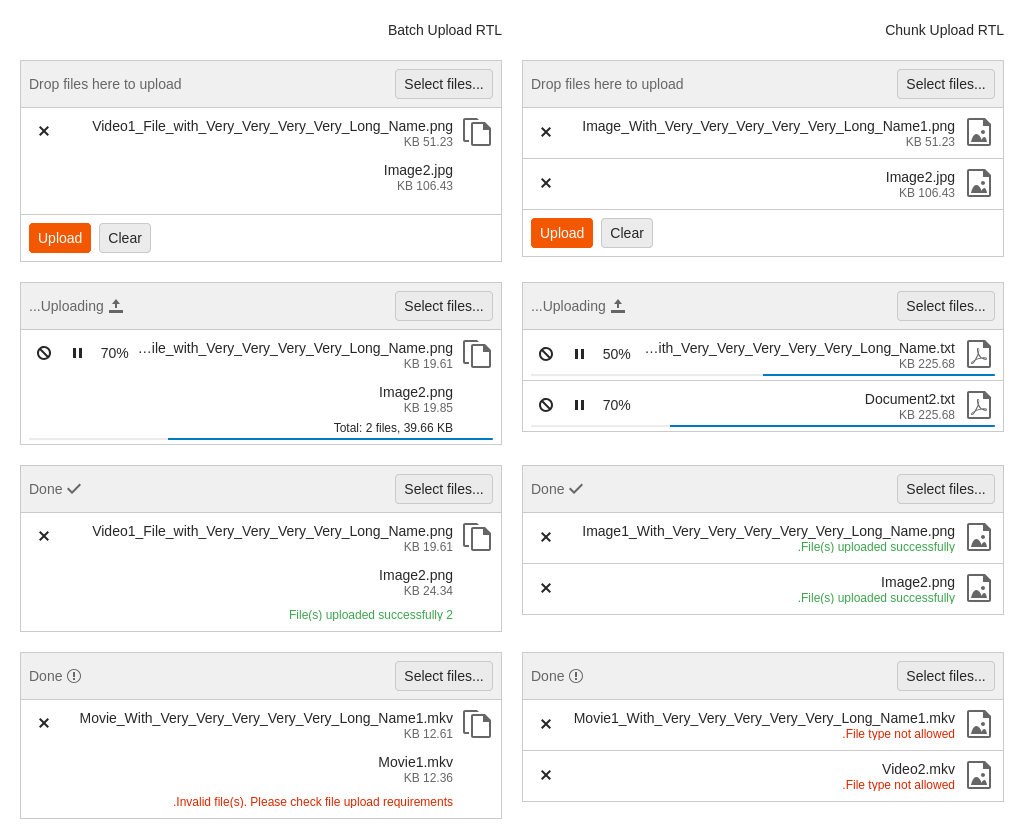 Batch Upload RTL
Drop files here to upload
Select files...
Video1_File_with_Very_Very_Very_Very_Long_Name.png
KB 51.23
Image2.jpg
KB 106.43
Upload
Clear
...Uploading
Select files...
70%
…ile_with_Very_Very_Very_Very_Long_Name.png
KB 19.61
Image2.png
KB 19.85
Total: 2 files, 39.66 KB
Done
Select files...
Video1_File_with_Very_Very_Very_Very_Long_Name.png
KB 19.61
Image2.png
KB 24.34
File(s) uploaded successfully 2
Done
Select files...
Movie_With_Very_Very_Very_Very_Very_Long_Name1.mkv
KB 12.61
Movie1.mkv
KB 12.36
.Invalid file(s). Please check file upload requirements
Chunk Upload RTL
Drop files here to upload
Select files...
Image_With_Very_Very_Very_Very_Very_Long_Name1.png
KB 51.23
Image2.jpg
KB 106.43
Upload
Clear
...Uploading
Select files...
50%
…ith_Very_Very_Very_Very_Very_Long_Name.txt
KB 225.68
70%
Document2.txt
KB 225.68
Done
Select files...
Image1_With_Very_Very_Very_Very_Very_Long_Name.png
.File(s) uploaded successfully
Image2.png
.File(s) uploaded successfully
Done
Select files...
Movie1_With_Very_Very_Very_Very_Very_Long_Name1.mkv
.File type not allowed
Video2.mkv
.File type not allowed